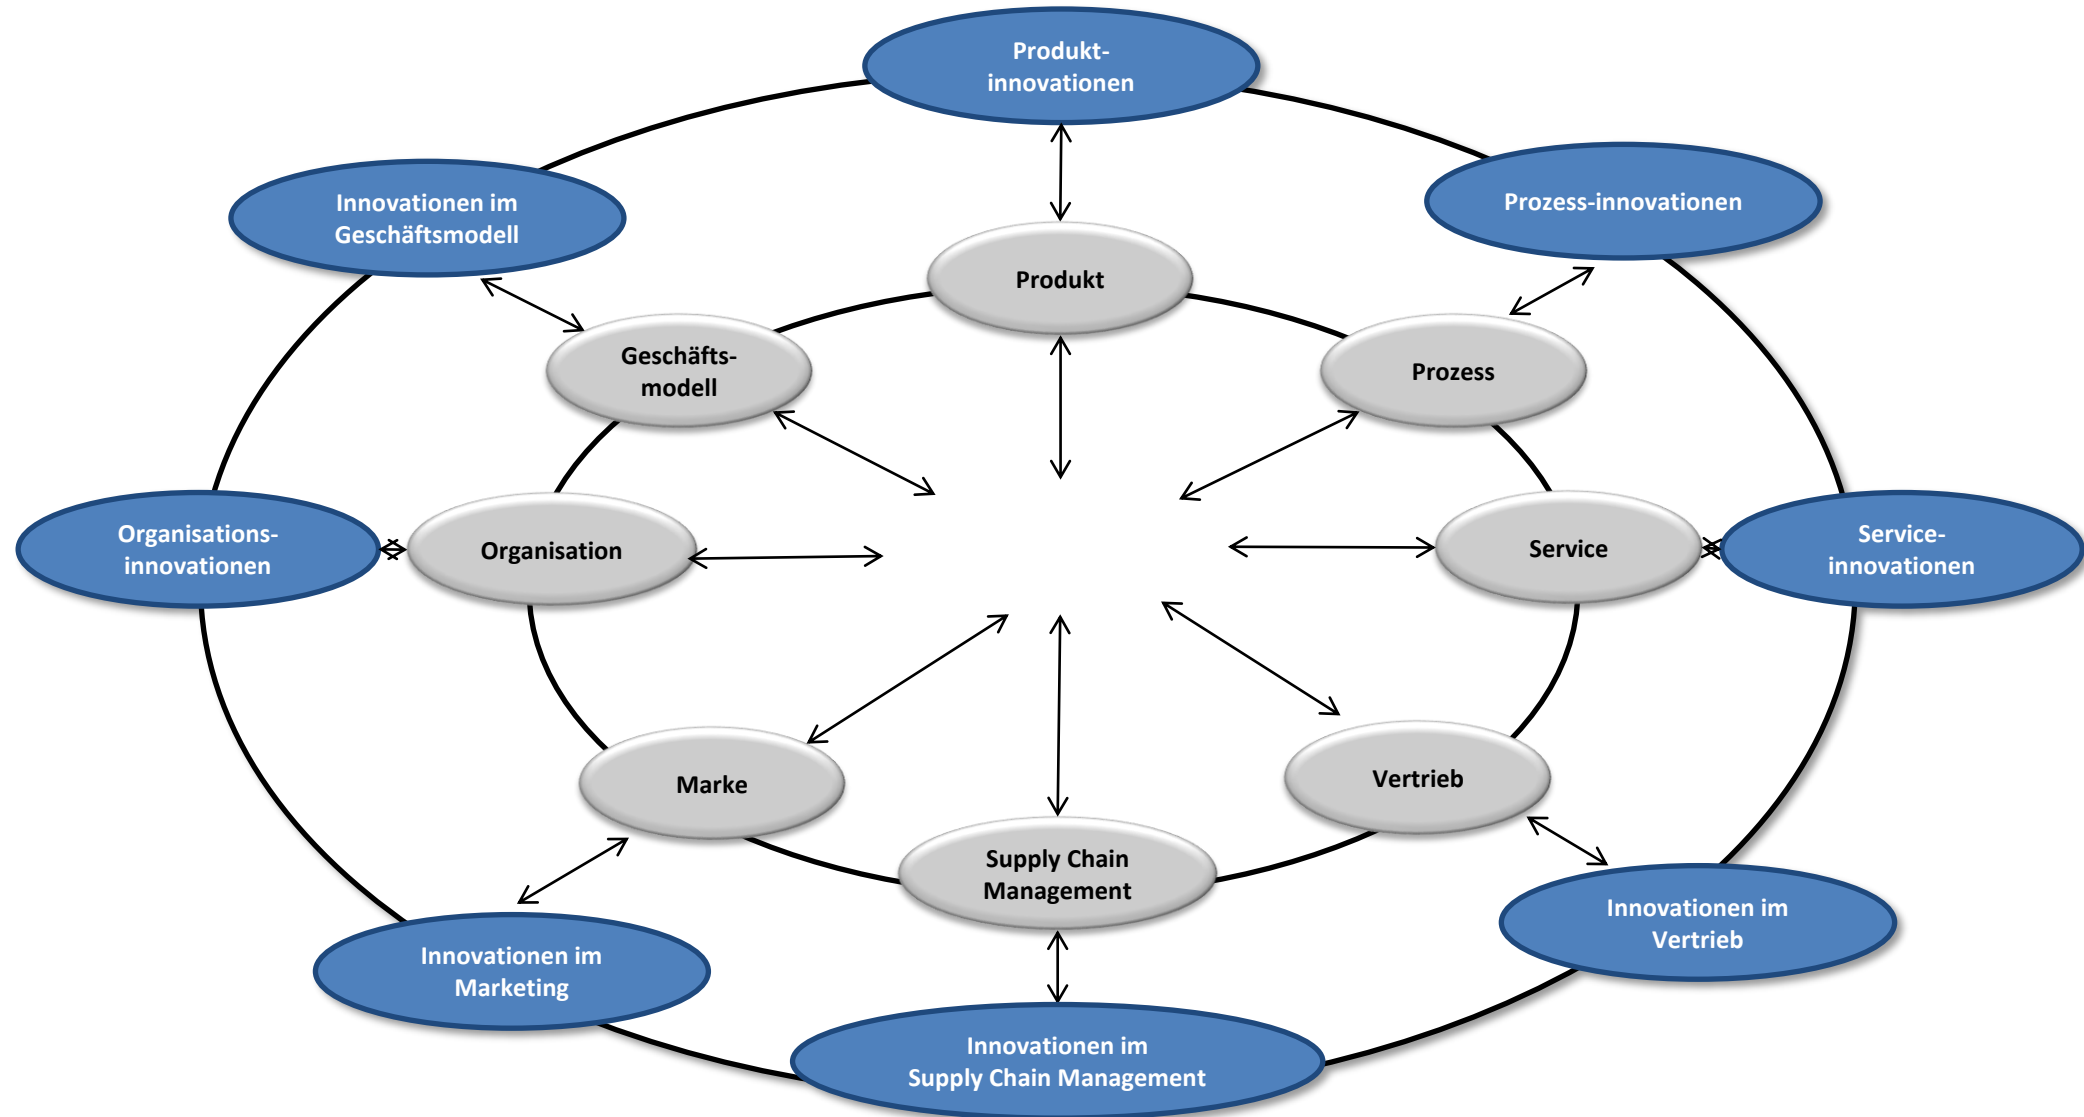 Produkt-
innovationen
Innovationen im
Geschäftsmodell
Prozess-innovationen
Produkt
Geschäfts-
modell
Prozess
Organisations-
innovationen
Organisation
Service
Service-
innovationen
Marke
Vertrieb
Supply Chain
Management
Innovationen im
Marketing
Innovationen im
Vertrieb
Innovationen im
Supply Chain Management